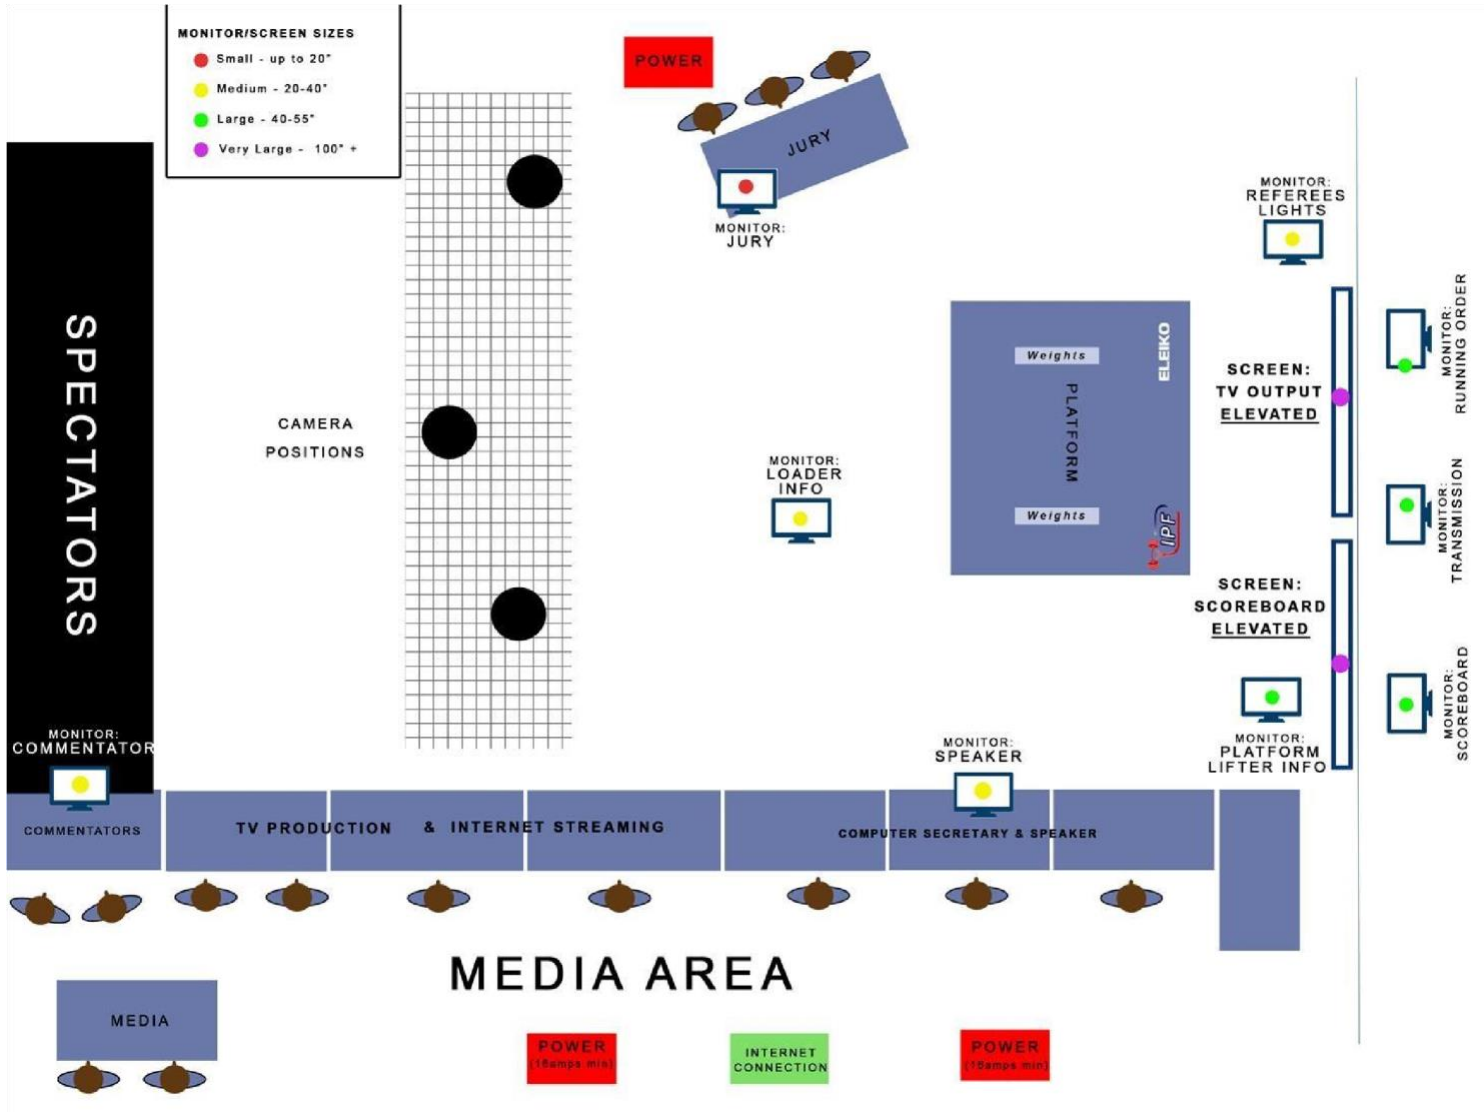 MONITOR/SCREEN SIZES
Small - up to 20"
Medium - 20-40"
Large - 40-55"
Very Large - 100" +
POWER
JURY
MONITOR:
JURY
MONITOR:
REFEREES
LIGHTS
SPECTATORS
CAMERA
POSITIONS
MONITOR:
LOADER
INFO
Weights
PLATFORM
Weights
ELEIKO
IPF
SCREEN:
TV OUTPUT
ELEVATED
SCREEN:
SCOREBOARD
ELEVATED
MONITOR:
RUNNING ORDER
MONITOR:
TRANSMISSION
MONITOR:
SCOREBOARD
MONITOR:
PLATFORM
LIFTER INFO
MONITOR:
COMMENTATOR
MONITOR:
SPEAKER
COMMENTATORS
TV PRODUCTION & INTERNET STREAMING
COMPUTER SECRETARY & SPEAKER
MEDIA AREA
MEDIA
POWER
(16amps min)
INTERNET
CONNECTION
POWER
(16amps min)